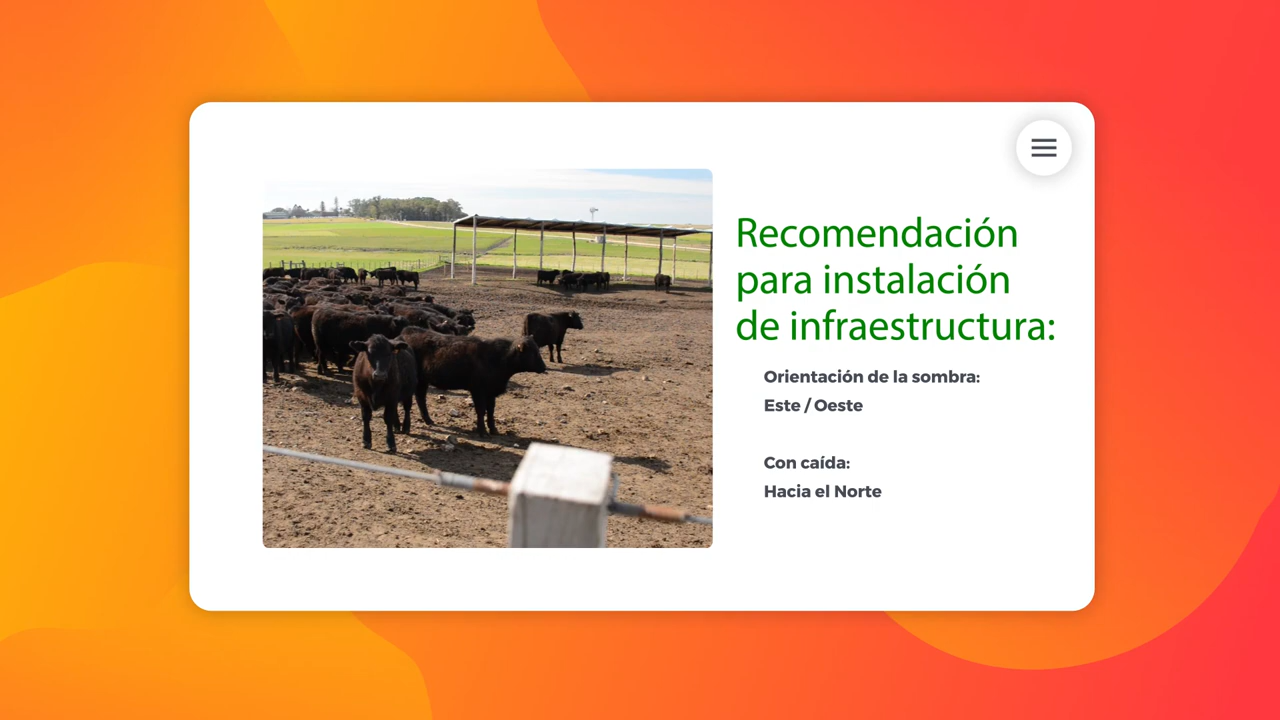 Recomendación
para instalación
de infraestructura:
Orientación de la sombra:
Este / Oeste
Con caída:
Hacia el Norte